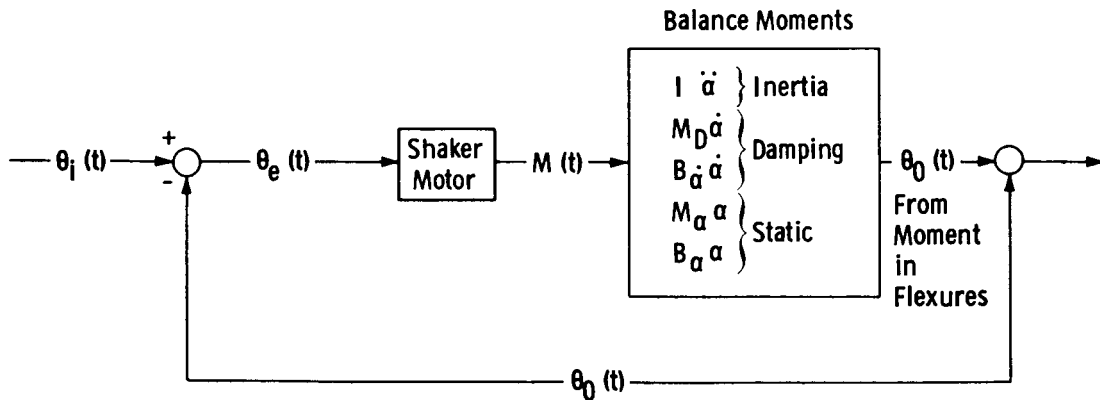 Balance Moments
I α̈ } Inertia
M_D α̇
B_α̇ α̇ } Damping
M_α α
B_α α } Static
+
-
θ_i (t)
θ_e (t)
Shaker
Motor
M (t)
θ_0 (t)
From
Moment
in
Flexures
θ_0 (t)